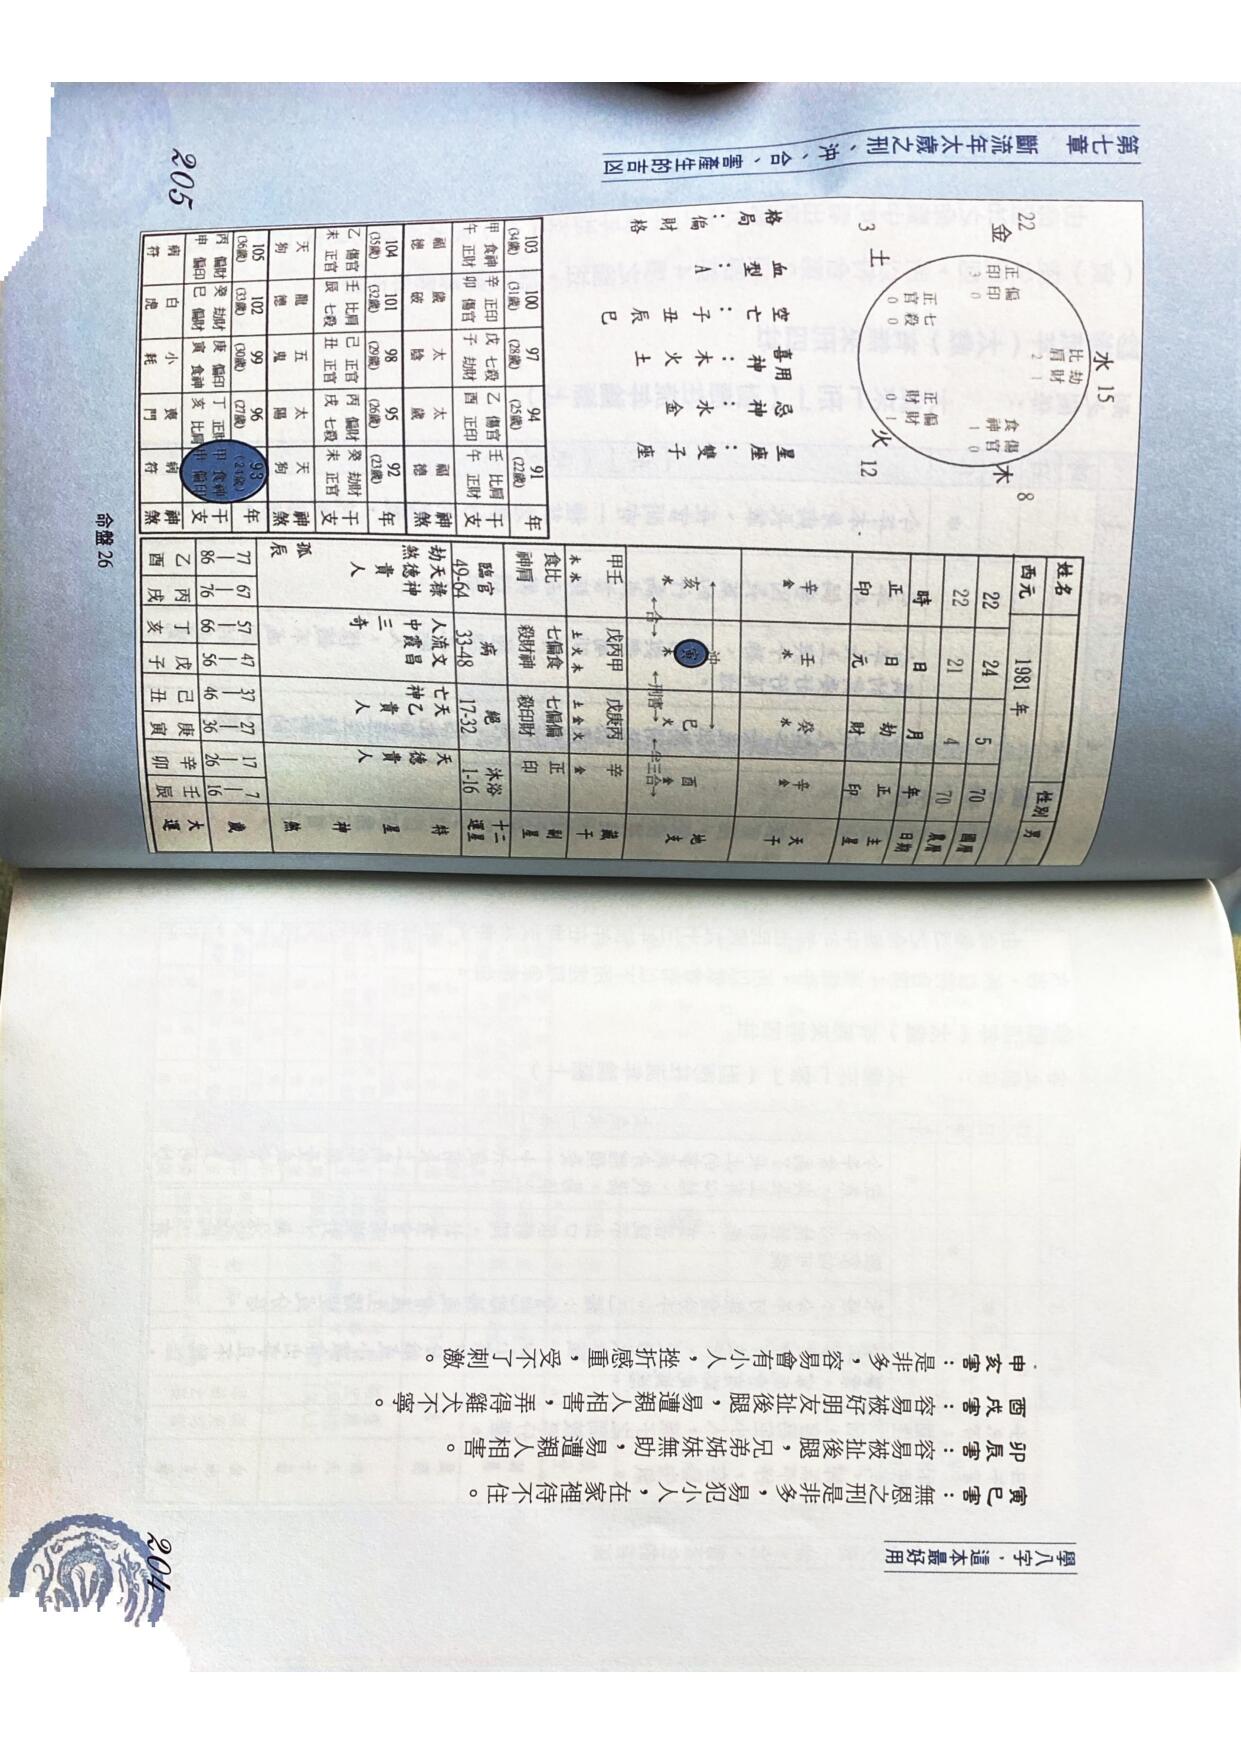 學八字，這本最好用
寅巳害：無恩之刑是非多，易犯小人，在家裡待不住。
卯辰害：容易被扯後腿，兄弟姊妹無助，易遭親人相害。
酉戌害：容易被好朋友扯後腿，易遭親人相害，弄得雞犬不寧。
申亥害：是非多，容易會有小人，挫折感重，受不了刺激。
204
第七章 斷流年太歲之刑、沖、合、害產生的吉凶
姓名 性別 男
西元 1981 年
22 24 5 70 國曆
22 21 4 70 農曆
時 日 月 年 日期
正印 日元 劫財 正印 主星
辛金 壬水 癸水 辛金 天干
沖
亥水 寅木 巳火 酉金 地支
合 刑害 半三合
甲壬 戊丙甲 戊庚丙 辛 藏干
木水 土火木 土金火 金
食比 七偏食 七偏偏 正 副星
神肩 殺財神 殺印財 印
臨官 病 絕 沐浴 十二運星
49-64 33-48 17-32 1-16
劫煞 天德貴人 祿神 人中三奇 流霞 文昌 亡神 天乙貴人 天德貴人 特星神煞
孤辰
77-86 67-76 57-66 47-56 37-46 27-36 17-26 7-16 歲
乙酉 丙戌 丁亥 戊子 己丑 庚寅 辛卯 壬辰 大運
水 15
比肩2 劫財1
8 木
食神1 傷官0
火 12
正財0 偏財1
土 3
正官0 七殺0
22 金
正印3 偏印0
星座：雙子座
忌神：水金
喜用神：木火土
空亡：子丑辰巳
血型：A
格局：偏財格
103 100 97 94 91 年
(34歲) (31歲) (28歲) (25歲) (22歲)
甲 食神 辛 正印 戊 七殺 乙 傷官 壬 比肩 干
午 正財 卯 傷官 子 劫財 酉 正印 午 正財 支
福德 歲破 太陰 太歲 福德 神煞
104 101 98 95 92 年
(35歲) (32歲) (29歲) (26歲) (23歲)
乙 傷官 壬 比肩 己 正官 丙 偏財 癸 劫財 干
未 正官 辰 七殺 丑 正官 戌 七殺 未 正官 支
天狗 龍德 五鬼 太陽 天狗 神煞
105 102 99 96 93 年
(36歲) (33歲) (30歲) (27歲) (24歲)
丙 偏財 癸 劫財 庚 偏印 丁 正財 甲 食神 干
申 偏印 巳 偏財 寅 食神 亥 比肩 申 偏印 支
病符 白虎 小耗 喪門 病符 神煞
命盤 26
205